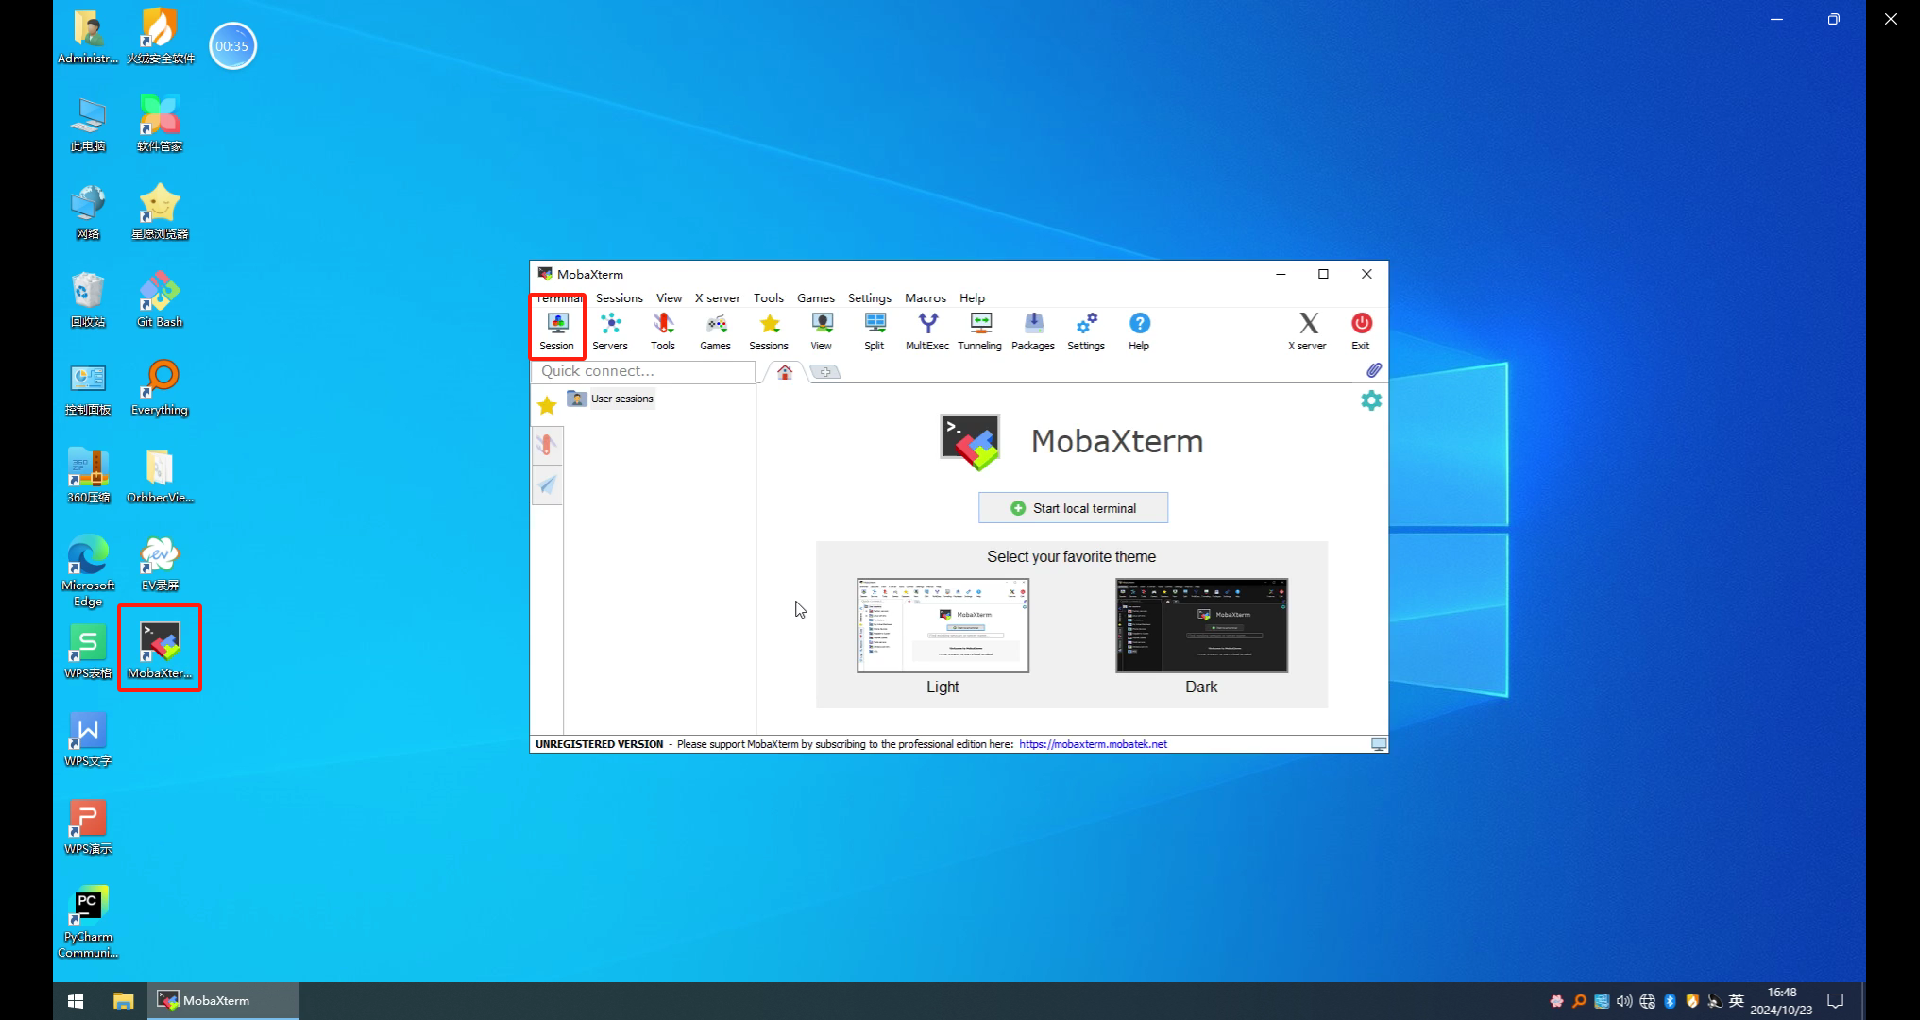 Administr...
火绒安全软件
00:35
此电脑
软件管家
网络
星愿浏览器
回收站
Git Bash
控制面板
Everything
360压缩
OrbbecVie...
Microsoft
Edge
EV录屏
WPS表格
MobaXter...
WPS文字
WPS演示
PyCharm
Communi...
MobaXterm
Terminal Sessions View X server Tools Games Settings Macros Help
Session Servers Tools Games Sessions View Split MultiExec Tunneling Packages Settings Help X server Exit
Quick connect...
User sessions
MobaXterm
Start local terminal
Select your favorite theme
Light Dark
UNREGISTERED VERSION - Please support MobaXterm by subscribing to the professional edition here: https://mobaxterm.mobatek.net
MobaXterm
英
16:48
2024/10/23